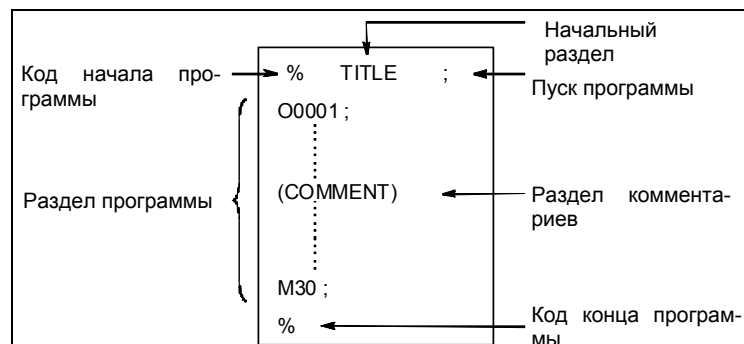 Начальный
раздел
Код начала про-
граммы
% TITLE ;
Пуск программы
O0001 ;
Раздел программы
(COMMENT)
Раздел коммента-
риев
M30 ;
%
Код конца програм-
мы